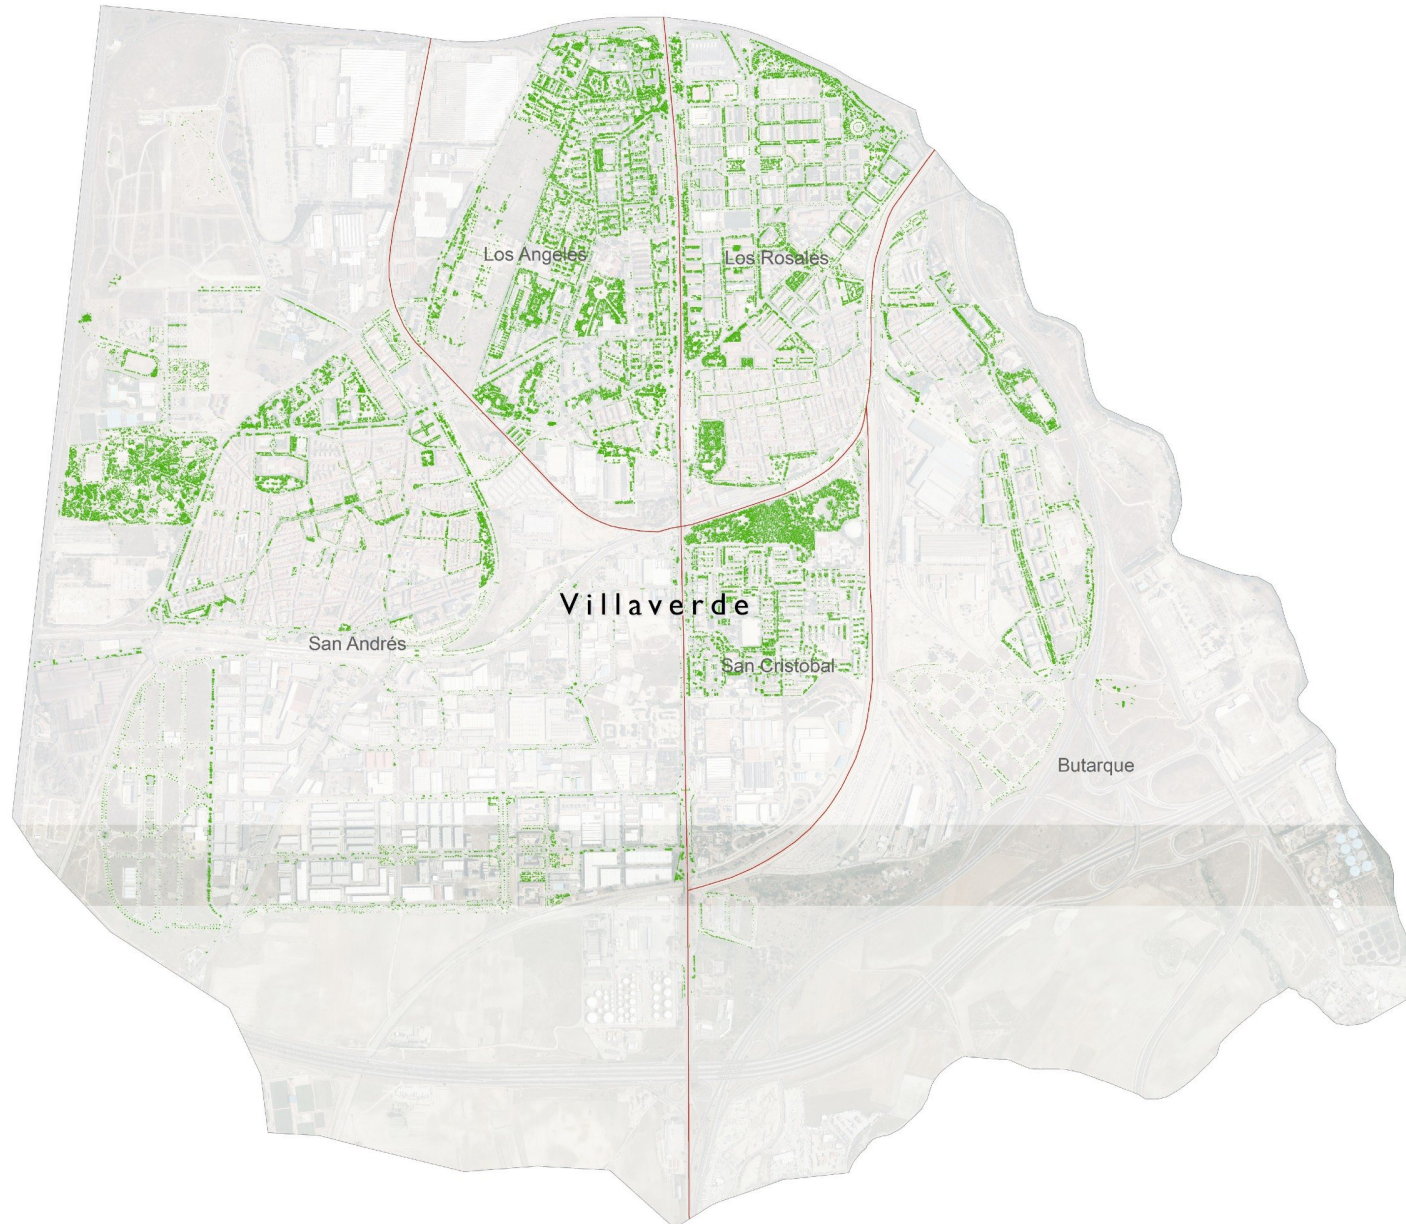 Los Angeles
Los Rosales
Villaverde
San Andrés
San Cristobal
Butarque